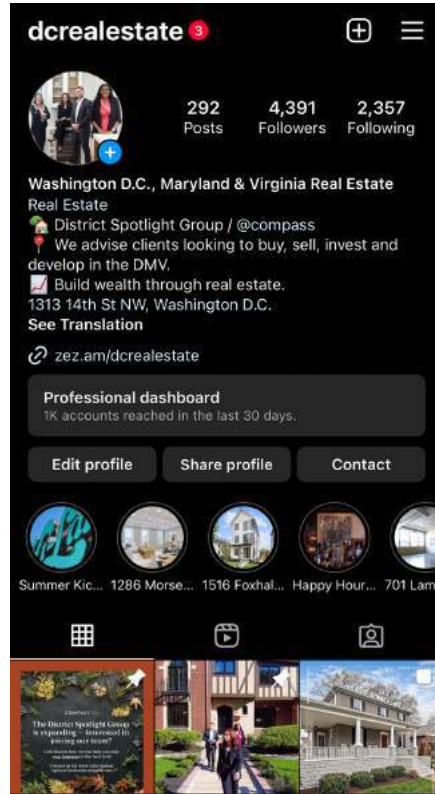 dcrealestate 3
292 4,391 2,357
Posts Followers Following
Washington D.C., Maryland & Virginia Real Estate
Real Estate
🏡 District Spotlight Group / @compass
📍 We advise clients looking to buy, sell, invest and
develop in the DMV.
📈 Build wealth through real estate.
1313 14th St NW, Washington D.C.
See Translation
zez.am/dcrealestate
Professional dashboard
1K accounts reached in the last 30 days.
Edit profile Share profile Contact
Summer Kic... 1286 Morse... 1516 Foxhal... Happy Hour... 701 Lam
COMPASS
The District Spotlight Group
is expanding – interested in
joining our team?